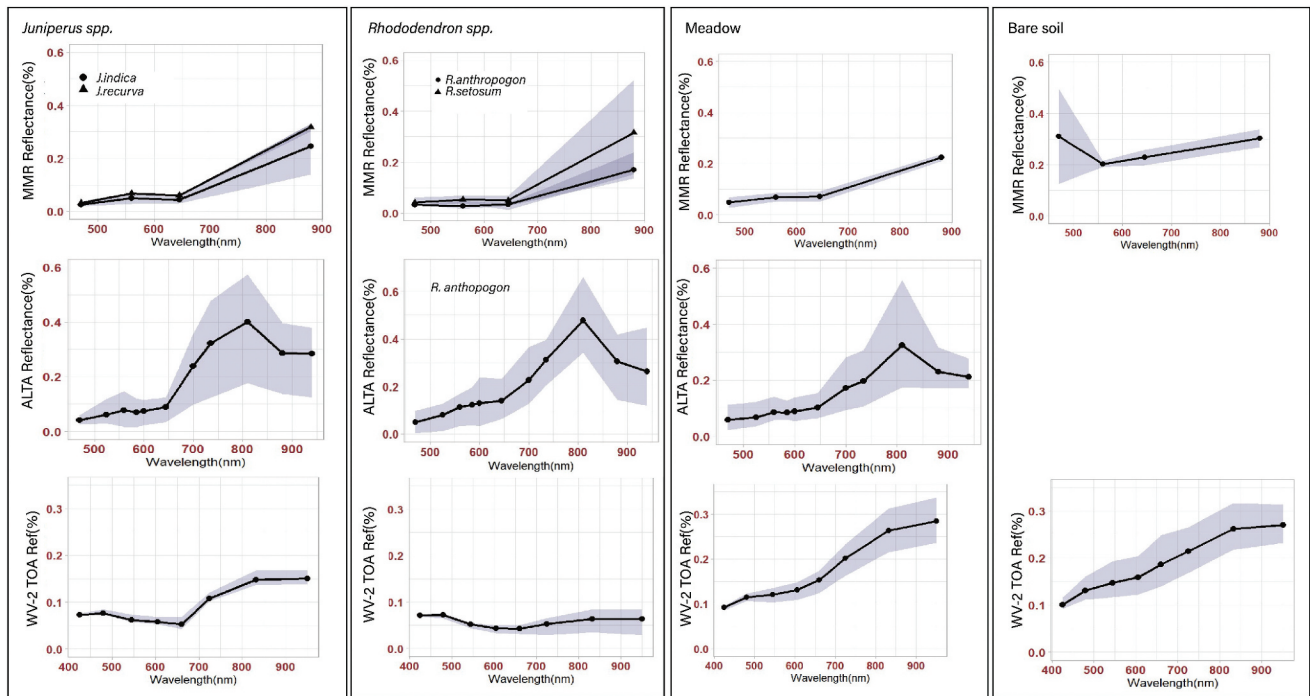 Juniperus spp.
MMR Reflectance(%)
0.6
0.4
0.2
0.0
J.indica
J.recurva
500 600 700 800 900
Wavelength(nm)
ALTA Reflectance(%)
0.6
0.4
0.2
0.0
500 600 700 800 900
Wavelength(nm)
WV-2 TOA Ref(%)
0.3
0.2
0.1
0.0
400 500 600 700 800 900
Wavelength(nm)
Rhododendron spp.
MMR Reflectance(%)
0.6
0.4
0.2
0.0
R.anthropogon
R.setosum
500 600 700 800 900
Wavelength(nm)
ALTA Reflectance(%)
0.6
0.4
0.2
0.0
R. anthopogon
500 600 700 800 900
Wavelength(nm)
WV-2 TOA Ref(%)
0.3
0.2
0.1
0.0
400 500 600 700 800 900
Wavelength(nm)
Meadow
MMR Reflectance(%)
0.6
0.4
0.2
0.0
500 600 700 800 900
Wavelength(nm)
ALTA Reflectance(%)
0.6
0.4
0.2
0.0
500 600 700 800 900
Wavelength(nm)
WV-2 TOA Ref(%)
0.3
0.2
0.1
0.0
400 500 600 700 800 900
Wavelength(nm)
Bare soil
MMR Reflectance(%)
0.6
0.4
0.2
0.0
500 600 700 800 900
Wavelength(nm)
WV-2 TOA Ref(%)
0.3
0.2
0.1
0.0
400 500 600 700 800 900
Wavelength(nm)